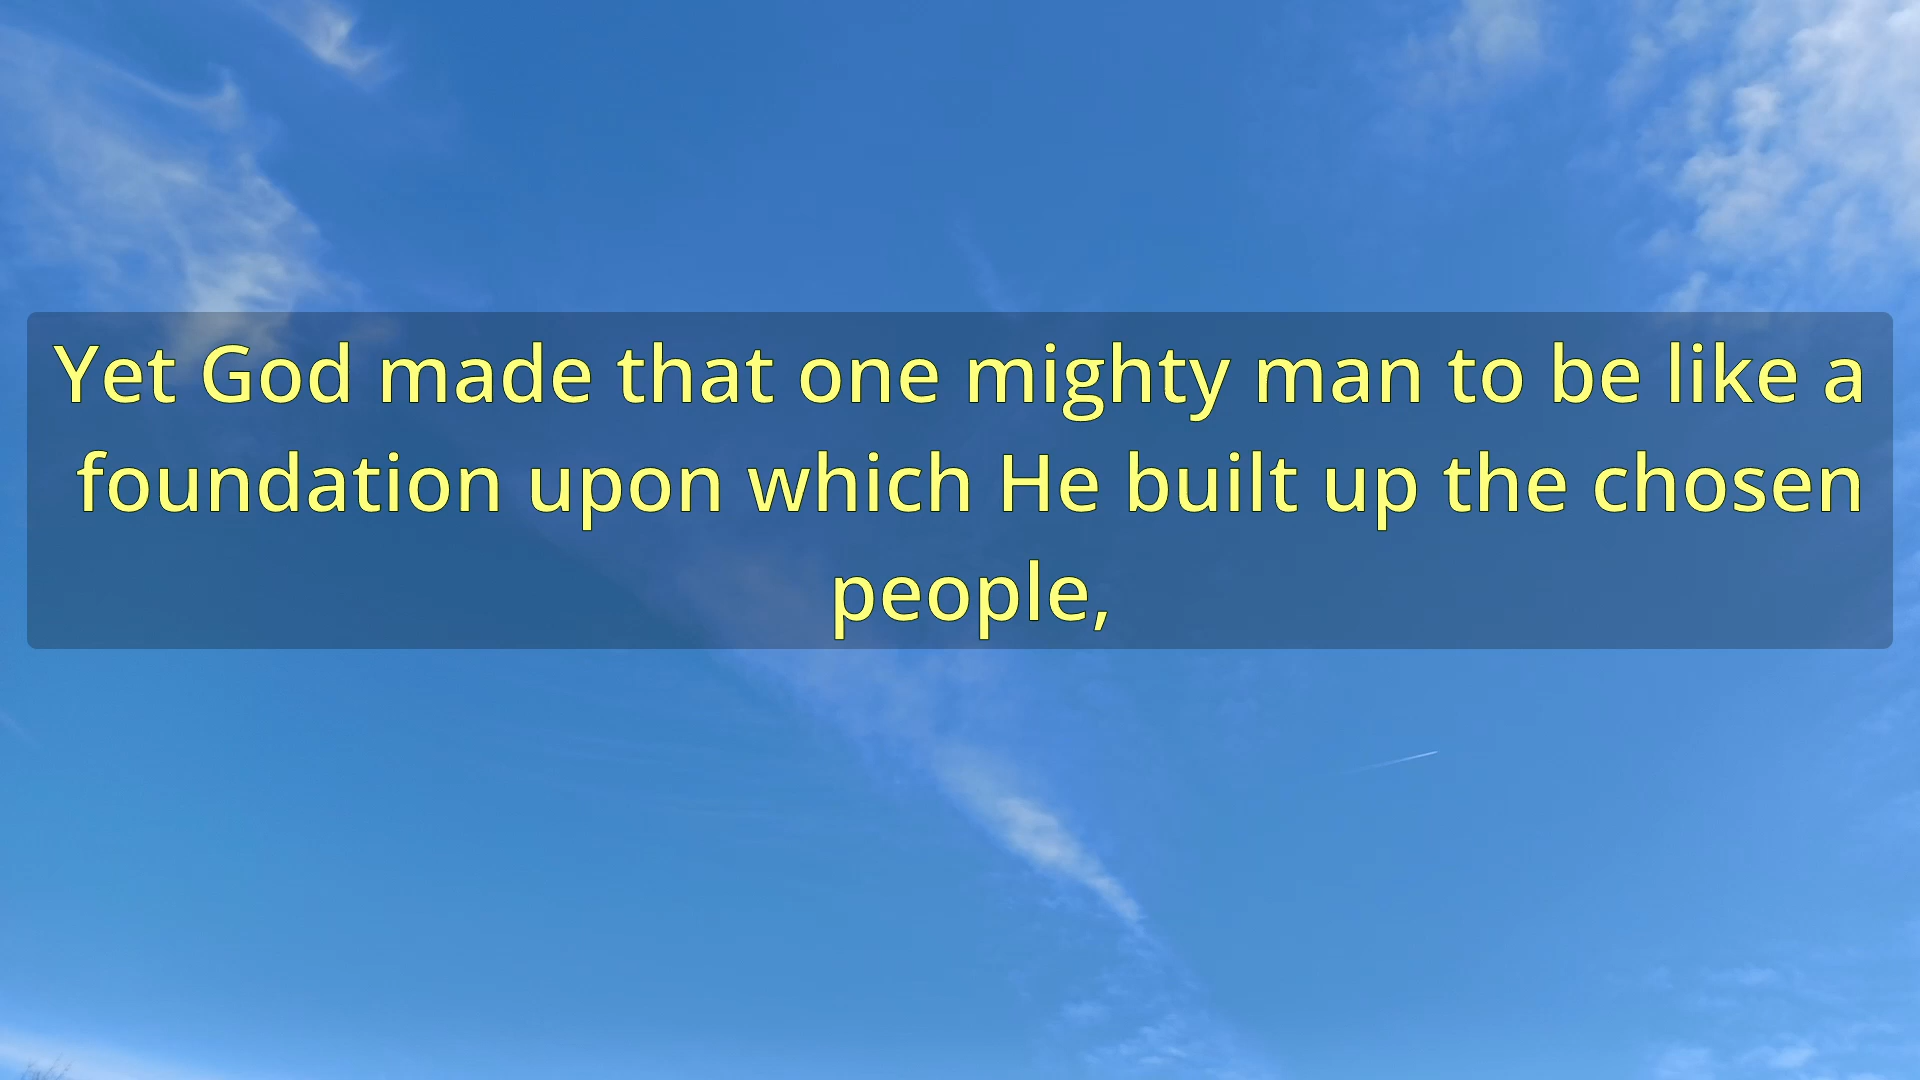 Yet God made that one mighty man to be like a
foundation upon which He built up the chosen
people,